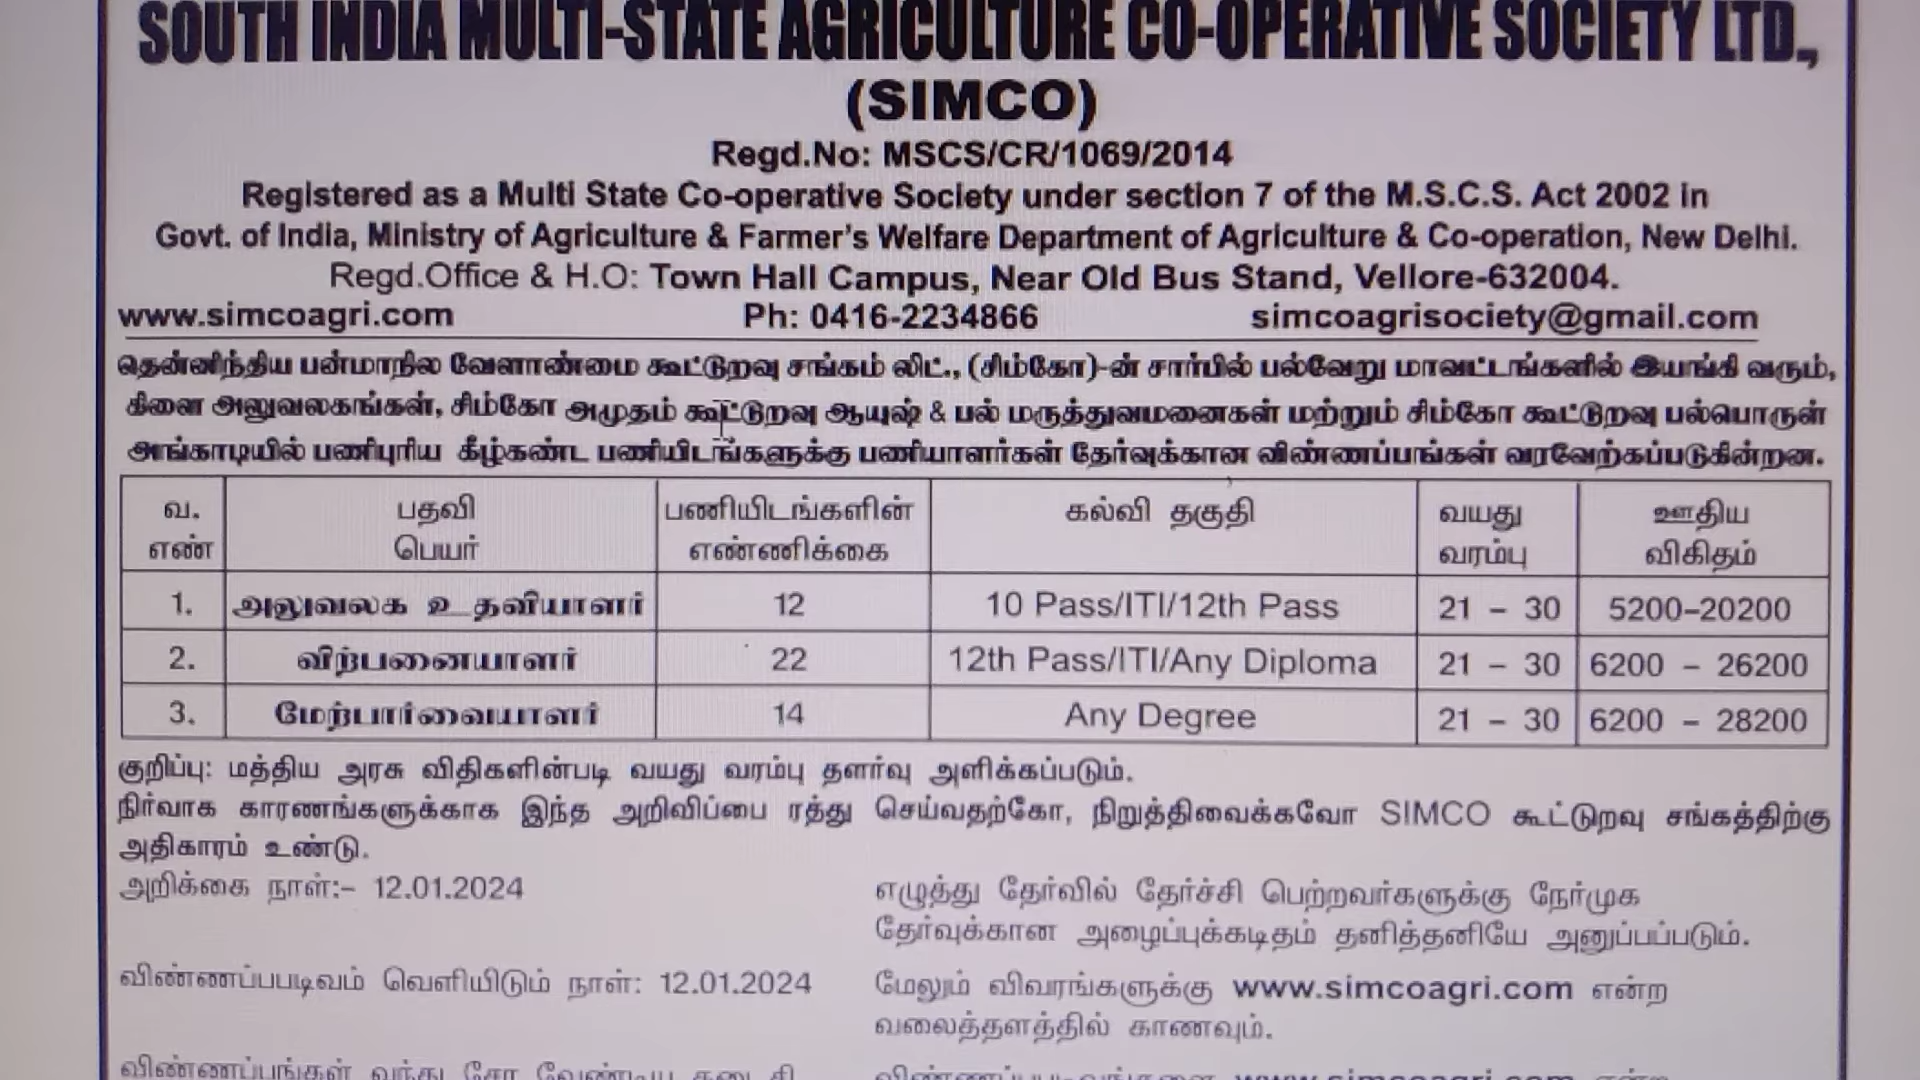 SOUTH INDIA MULTI-STATE AGRICULTURE CO-OPERATIVE SOCIETY LTD.,
(SIMCO)
Regd.No: MSCS/CR/1069/2014
Registered as a Multi State Co-operative Society under section 7 of the M.S.C.S. Act 2002 in
Govt. of India, Ministry of Agriculture & Farmer's Welfare Department of Agriculture & Co-operation, New Delhi.
Regd.Office & H.O: Town Hall Campus, Near Old Bus Stand, Vellore-632004.
www.simcoagri.com Ph: 0416-2234866 simcoagrisociety@gmail.com
தென்னிந்திய பன்மாநில வேளாண்மை கூட்டுறவு சங்கம் லிட்., (சிம்கோ)-ன் சார்பில் பல்வேறு மாவட்டங்களில் இயங்கி வரும்,
கிளை அலுவலகங்கள், சிம்கோ அமுதம் கூட்டுறவு ஆயுஷ் & பல் மருத்துவமனைகள் மற்றும் சிம்கோ கூட்டுறவு பல்பொருள்
அங்காடியில் பணிபுரிய கீழ்கண்ட பணியிடங்களுக்கு பணியாளர்கள் தேர்வுக்கான விண்ணப்பங்கள் வரவேற்கப்படுகின்றன.
வ. எண் பதவி பெயர் பணியிடங்களின் எண்ணிக்கை கல்வி தகுதி வயது வரம்பு ஊதிய விகிதம்
1. அலுவலக உதவியாளர் 12 10 Pass/ITI/12th Pass 21 – 30 5200–20200
2. விற்பனையாளர் 22 12th Pass/ITI/Any Diploma 21 – 30 6200 – 26200
3. மேற்பார்வையாளர் 14 Any Degree 21 – 30 6200 – 28200
குறிப்பு: மத்திய அரசு விதிகளின்படி வயது வரம்பு தளர்வு அளிக்கப்படும்.
நிர்வாக காரணங்களுக்காக இந்த அறிவிப்பை ரத்து செய்வதற்கோ, நிறுத்திவைக்கவோ SIMCO கூட்டுறவு சங்கத்திற்கு
அதிகாரம் உண்டு.
அறிக்கை நாள்:- 12.01.2024
விண்ணப்படிவம் வெளியிடும் நாள்: 12.01.2024
விண்ணப்பங்கள் வந்து சேர வேண்டிய கடைசி
எழுத்து தேர்வில் தேர்ச்சி பெற்றவர்களுக்கு நேர்முக
தேர்வுக்கான அழைப்புக்கடிதம் தனித்தனியே அனுப்பப்படும்.
மேலும் விவரங்களுக்கு www.simcoagri.com என்ற
வலைத்தளத்தில் காணவும்.
www.simcoagri.com என்ற